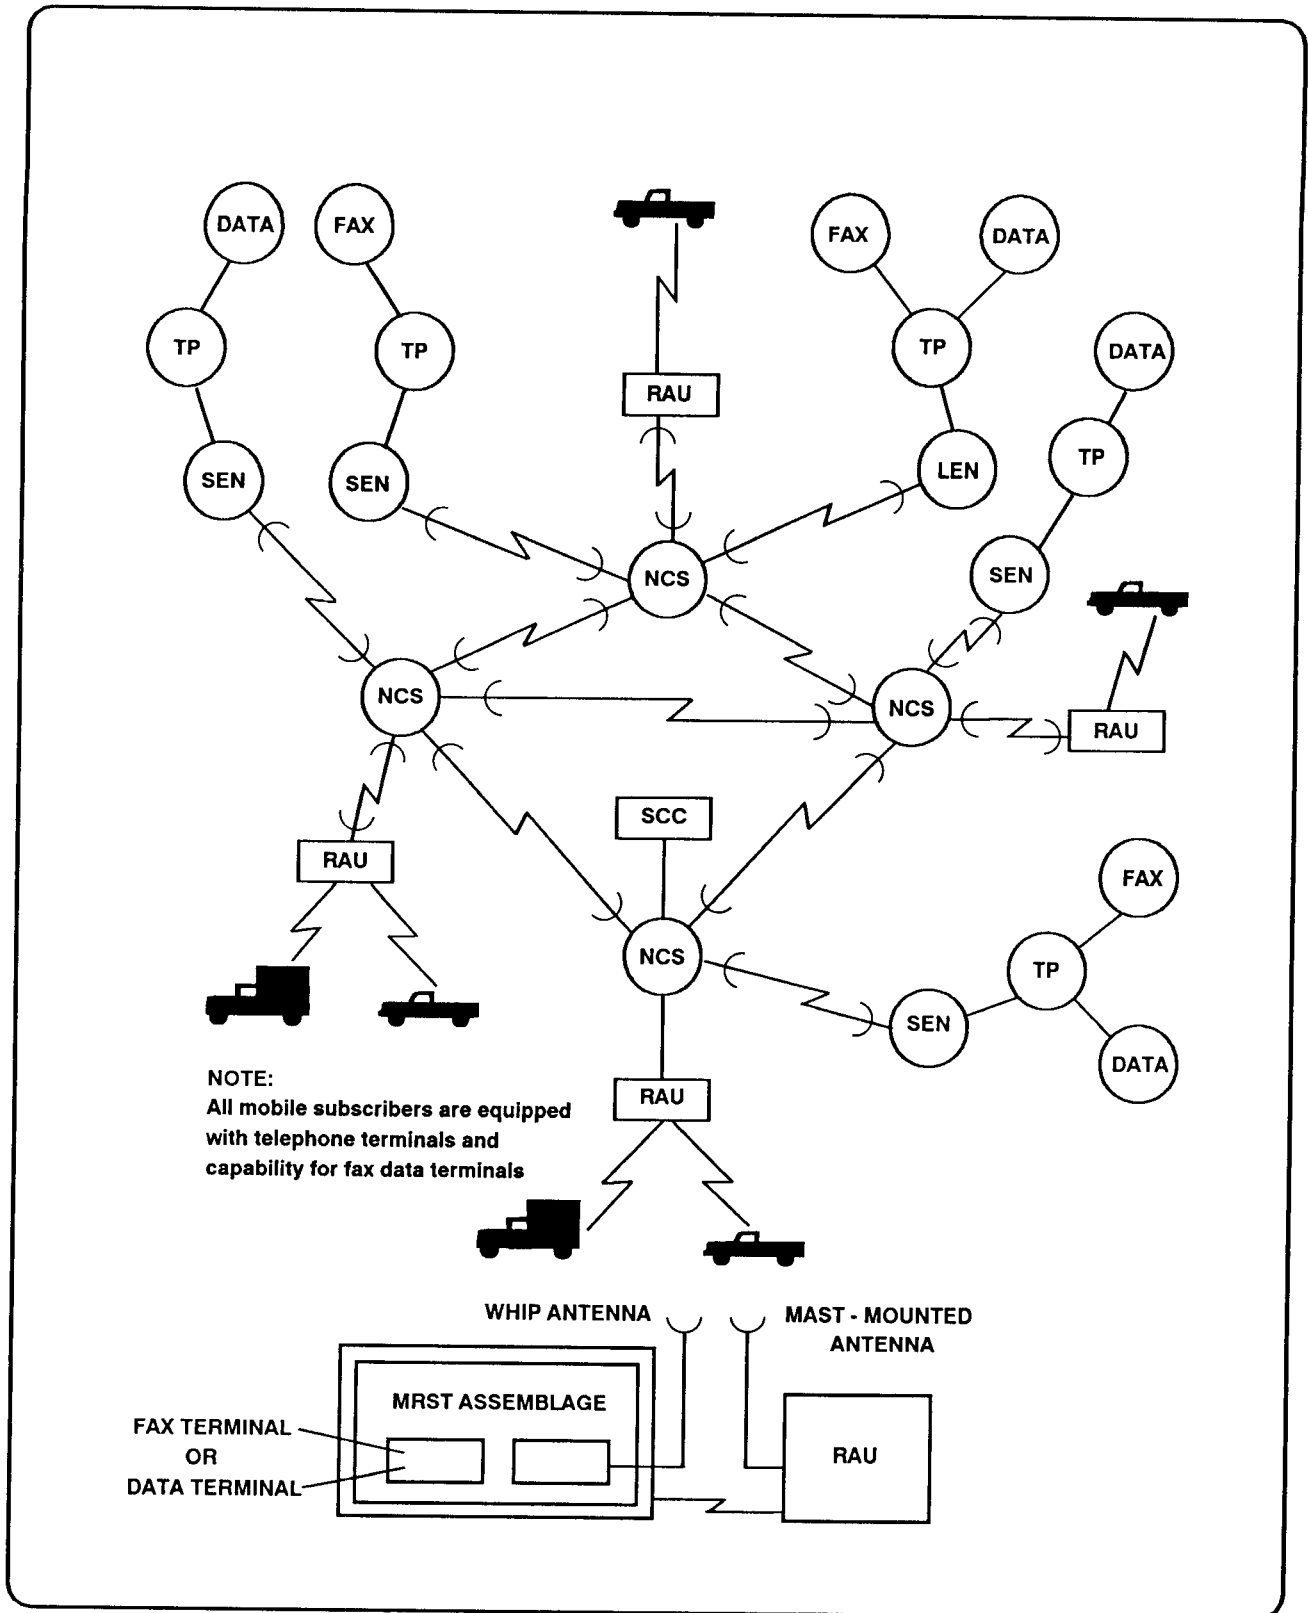 DATA
FAX
FAX
DATA
TP
TP
TP
DATA
RAU
TP
SEN
SEN
LEN
NCS
SEN
NCS
NCS
RAU
SCC
RAU
FAX
NCS
TP
SEN
DATA
NOTE:
All mobile subscribers are equipped
with telephone terminals and
capability for fax data terminals
RAU
WHIP ANTENNA
MAST - MOUNTED
ANTENNA
MRST ASSEMBLAGE
FAX TERMINAL
OR
DATA TERMINAL
RAU